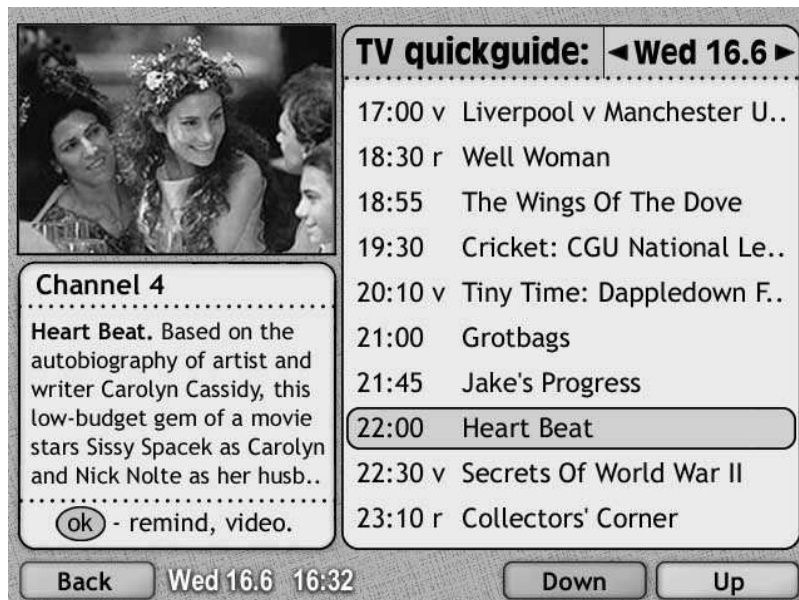 TV quickguide: ◄Wed 16.6►
17:00 v Liverpool v Manchester U..
18:30 r Well Woman
18:55 The Wings Of The Dove
19:30 Cricket: CGU National Le..
20:10 v Tiny Time: Dappledown F..
21:00 Grotbags
21:45 Jake's Progress
22:00 Heart Beat
22:30 v Secrets Of World War II
23:10 r Collectors' Corner
Channel 4
Heart Beat. Based on the
autobiography of artist and
writer Carolyn Cassidy, this
low-budget gem of a movie
stars Sissy Spacek as Carolyn
and Nick Nolte as her husb..
ok - remind, video.
Back Wed 16.6 16:32 Down Up